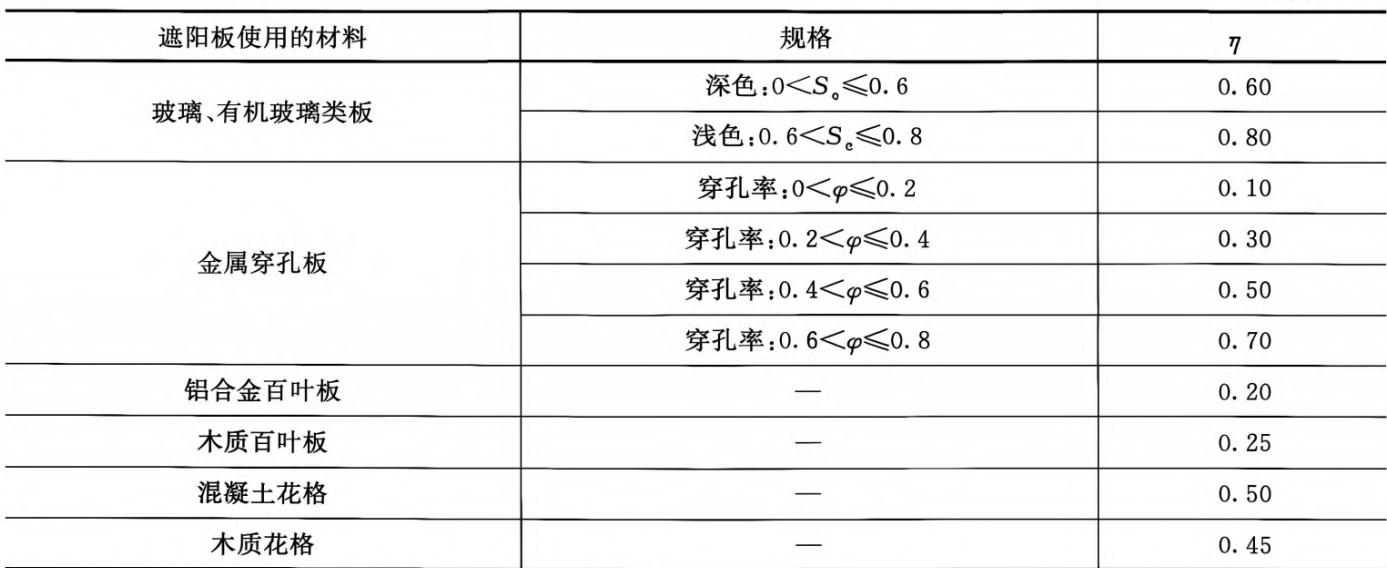 遮阳板使用的材料 规格 η
玻璃、有机玻璃类板 深色:0<Sₑ≤0.6 0.60
浅色:0.6<Sₑ≤0.8 0.80
金属穿孔板 穿孔率:0<φ≤0.2 0.10
穿孔率:0.2<φ≤0.4 0.30
穿孔率:0.4<φ≤0.6 0.50
穿孔率:0.6<φ≤0.8 0.70
铝合金百叶板 — 0.20
木质百叶板 — 0.25
混凝土花格 — 0.50
木质花格 — 0.45